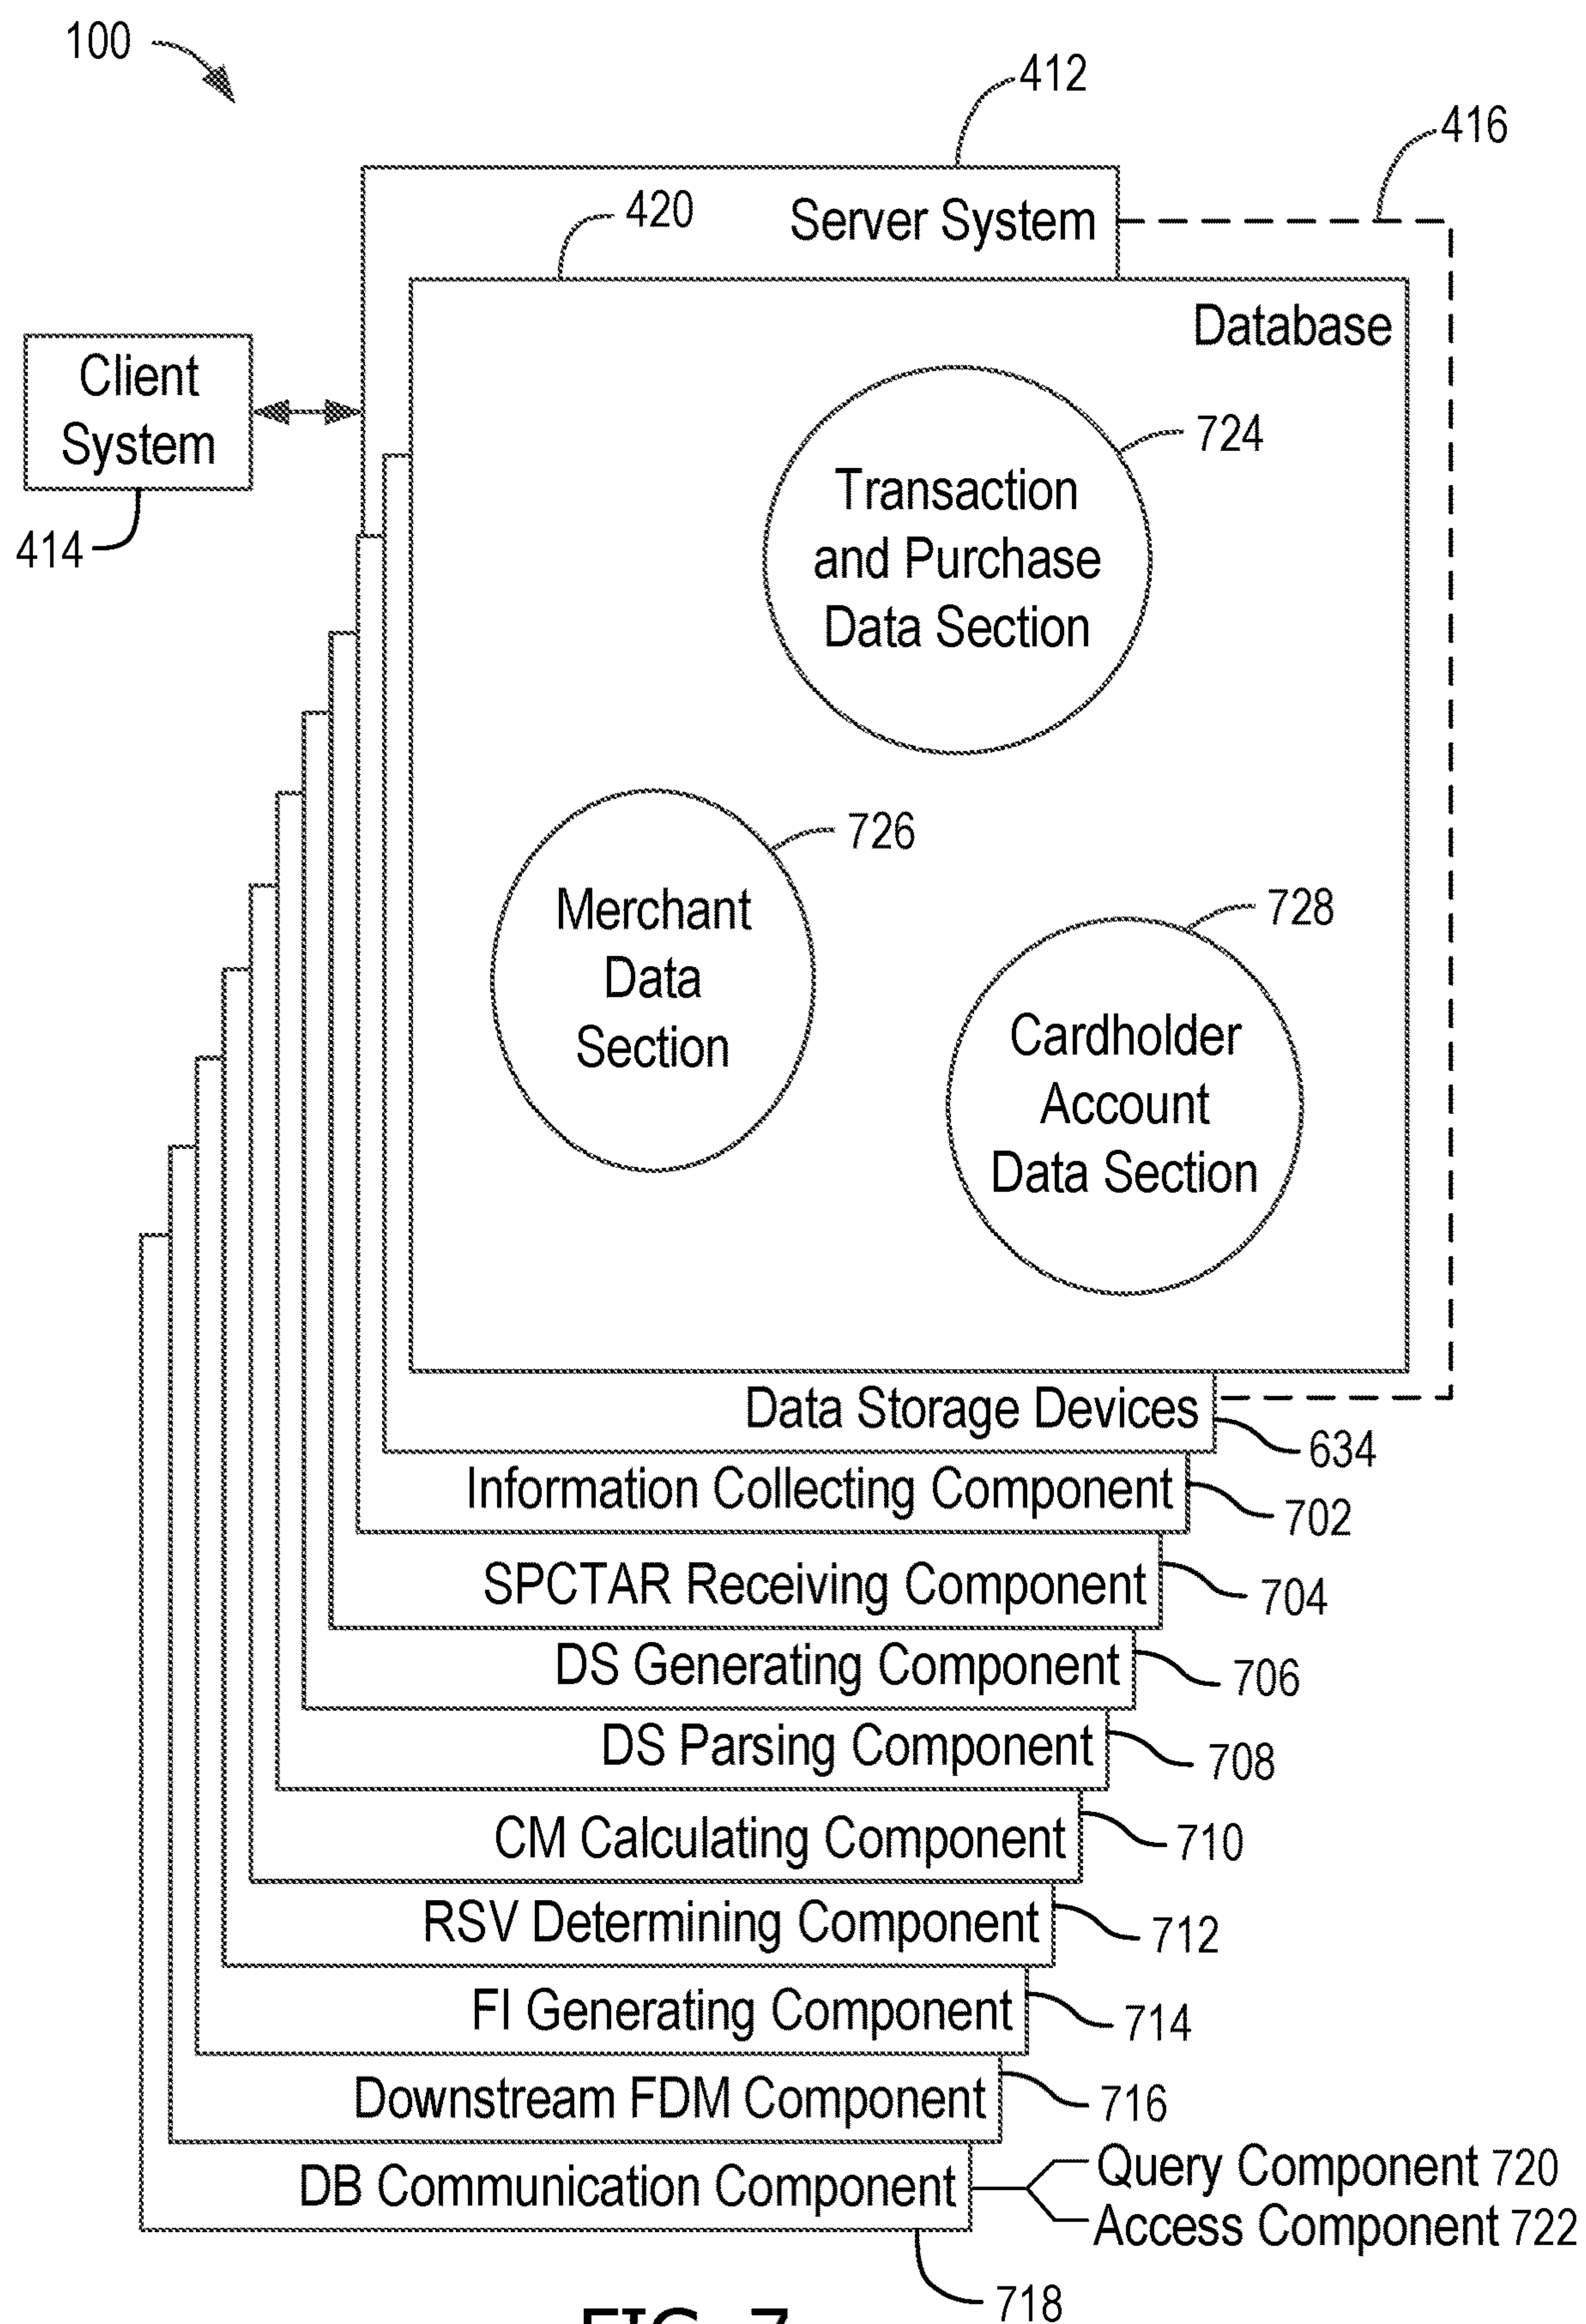 100
412
416
420
Server System
Database
Client
System
414
724
Transaction
and Purchase
Data Section
726
Merchant
Data
Section
728
Cardholder
Account
Data Section
Data Storage Devices
634
Information Collecting Component
702
SPCTAR Receiving Component
704
DS Generating Component
706
DS Parsing Component
708
CM Calculating Component
710
RSV Determining Component
712
FI Generating Component
714
Downstream FDM Component
716
DB Communication Component
Query Component 720
Access Component 722
718
FIG. 7